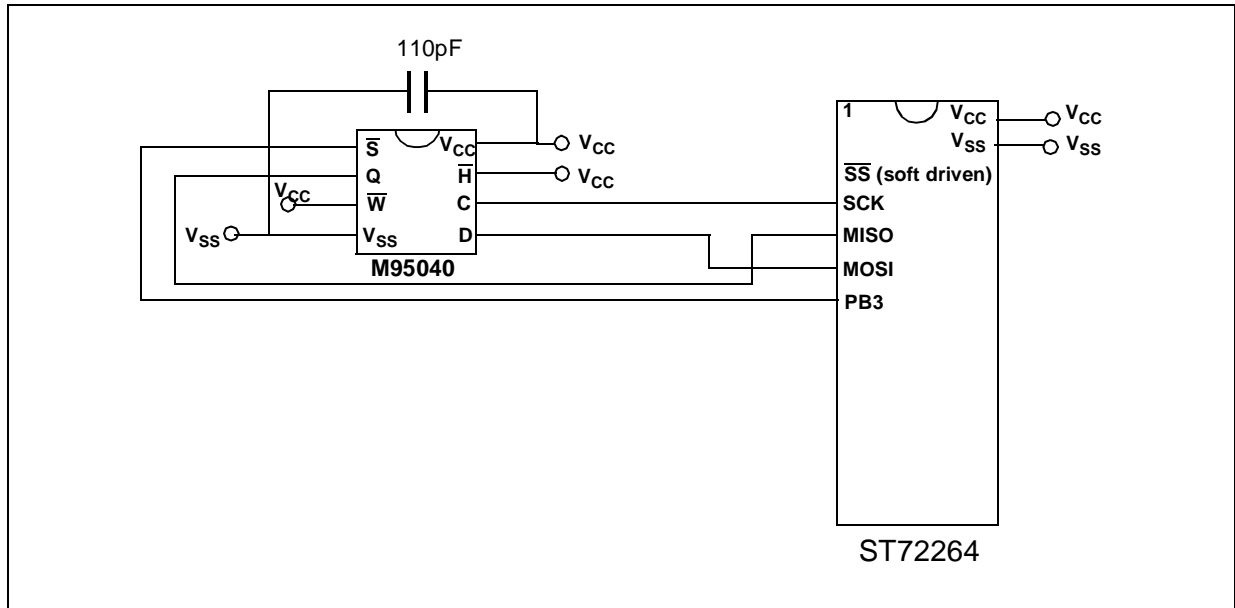 110pF
S̅
Q
W̅
VSS
VCC
H̅
C
D
VCC
VSS
VCC
VCC
M95040
1
VCC
VSS
S̅S̅ (soft driven)
SCK
MISO
MOSI
PB3
VCC
VSS
ST72264